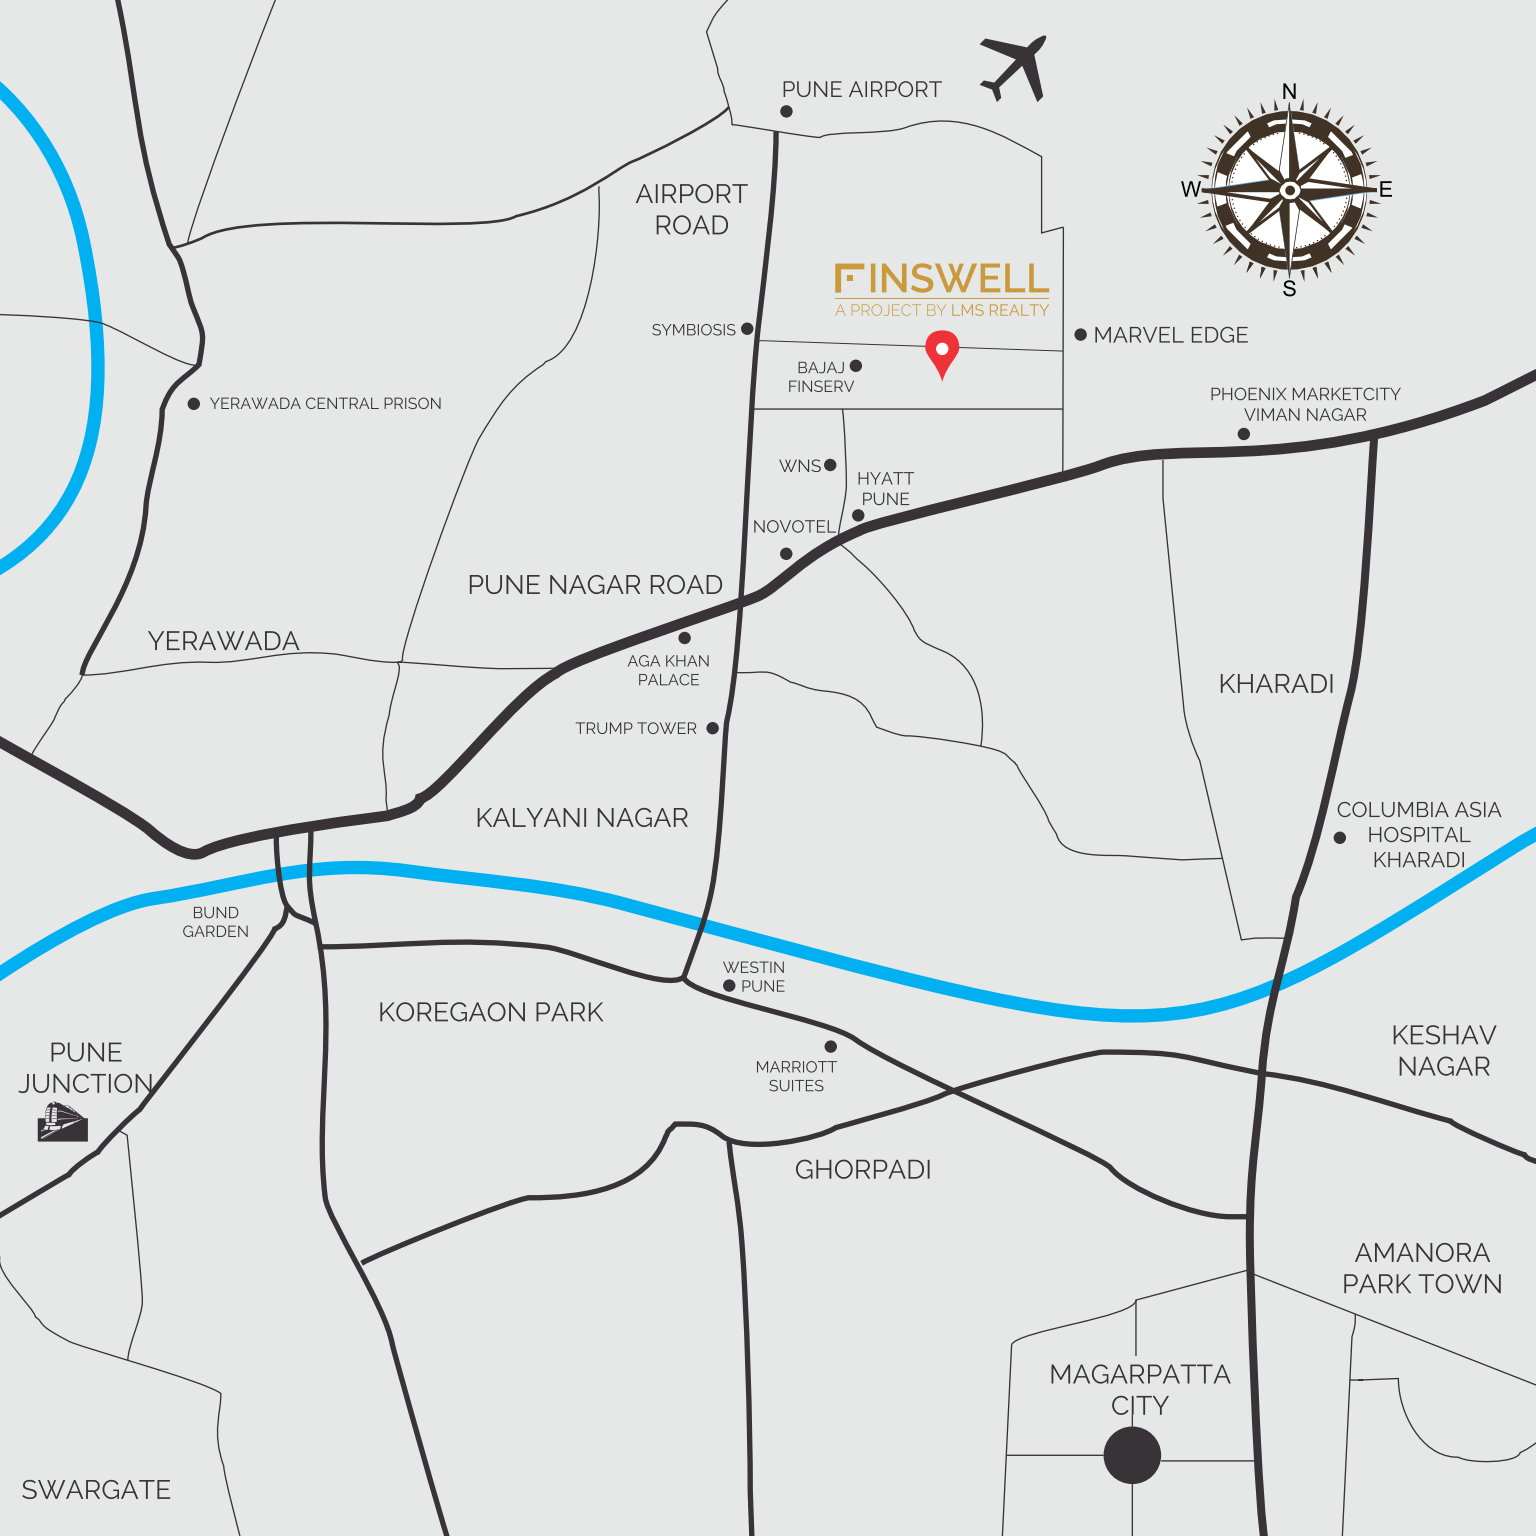 PUNE AIRPORT
N
W
E
S
AIRPORT
ROAD
FINSWELL
A PROJECT BY LMS REALTY
SYMBIOSIS
MARVEL EDGE
BAJAJ
FINSERV
PHOENIX MARKETCITY
VIMAN NAGAR
YERAWADA CENTRAL PRISON
WNS
HYATT
PUNE
NOVOTEL
PUNE NAGAR ROAD
YERAWADA
AGA KHAN
PALACE
KHARADI
TRUMP TOWER
KALYANI NAGAR
COLUMBIA ASIA
HOSPITAL
KHARADI
BUND
GARDEN
WESTIN
PUNE
KOREGAON PARK
KESHAV
NAGAR
PUNE
JUNCTION
MARRIOTT
SUITES
GHORPADI
AMANORA
PARK TOWN
MAGARPATTA
CITY
SWARGATE